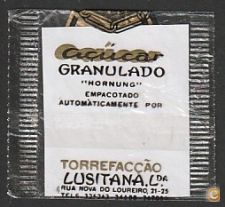 Açúcar
GRANULADO
"HORNUNG"
EMPACOTADO
AUTOMÀTICAMENTE POR
TORREFACÇÃO
LUSITANA, L.DA
RUA NOVA DO LOUREIRO, 21-25